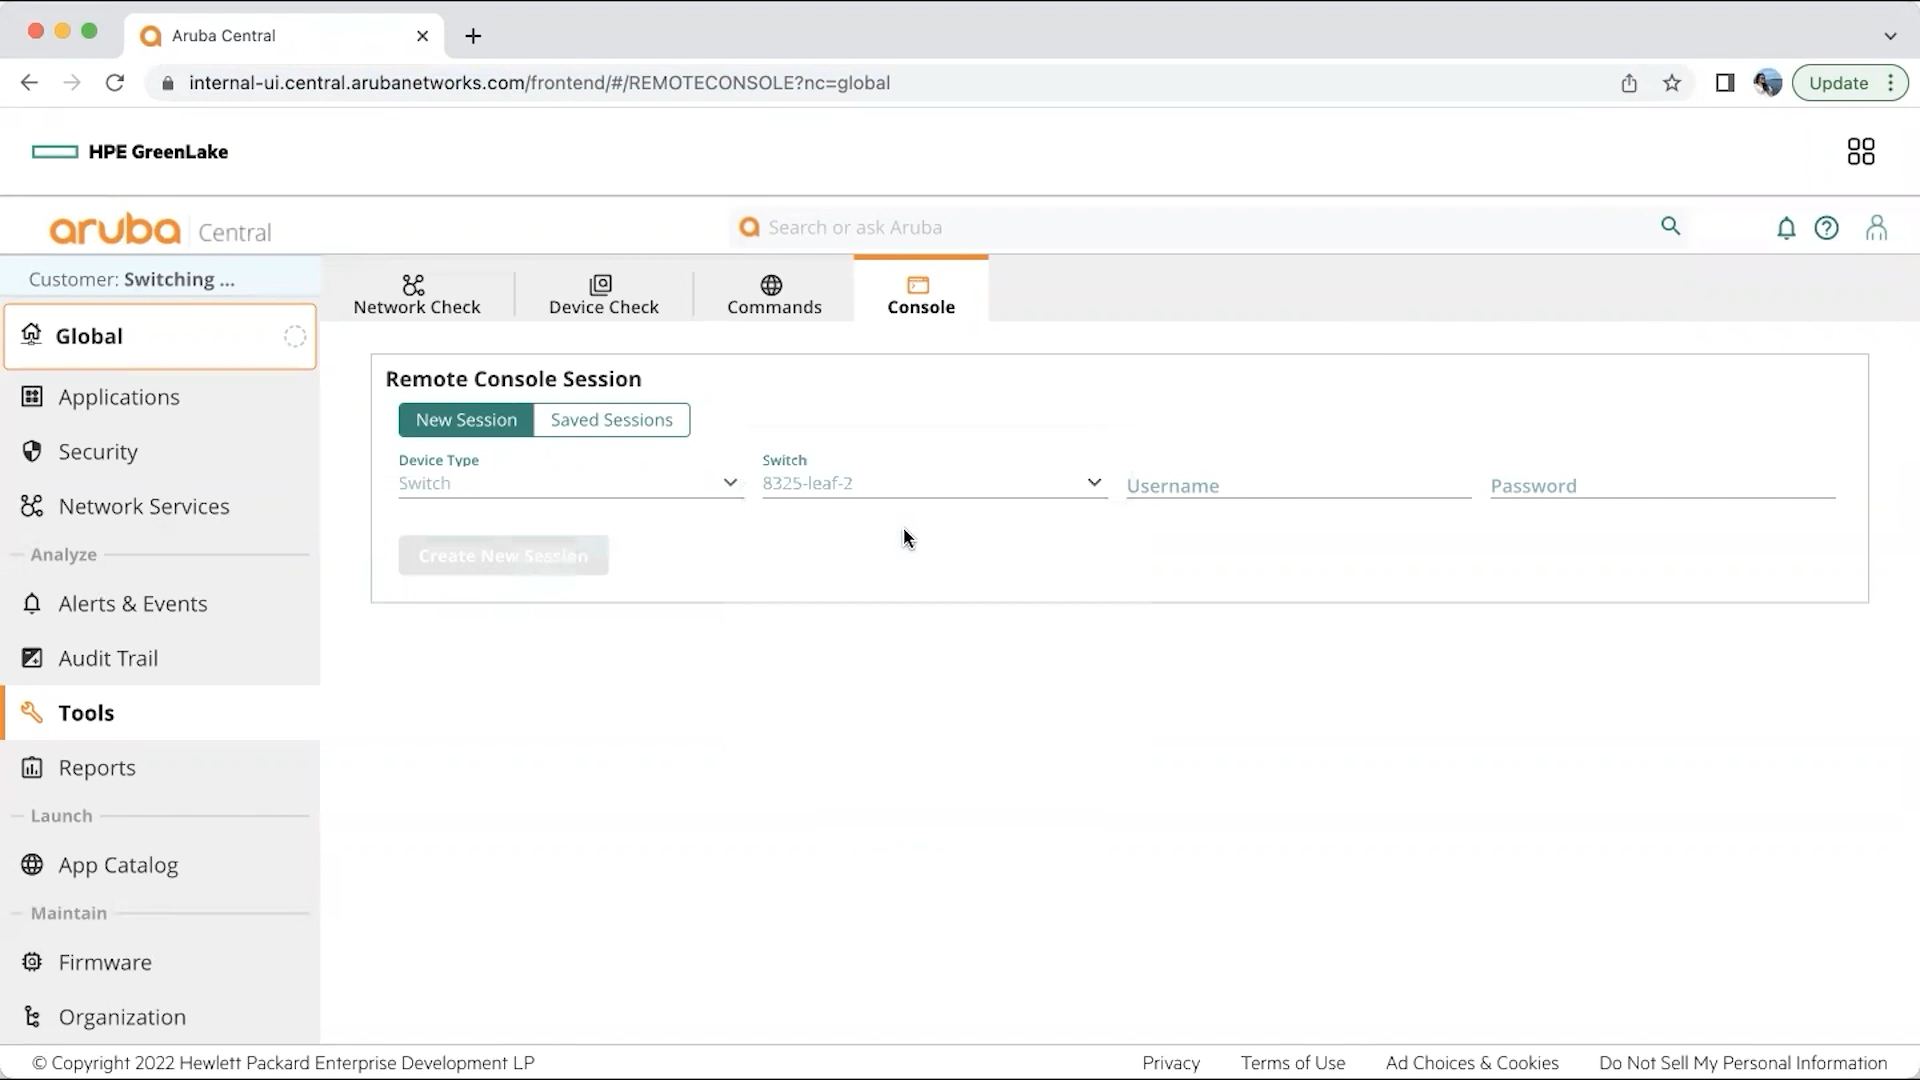 Aruba Central
internal-ui.central.arubanetworks.com/frontend/#/REMOTECONSOLE?nc=global
Update
HPE GreenLake
aruba Central
Search or ask Aruba
Customer: Switching ...
Network Check
Device Check
Commands
Console
Global
Applications
Security
Network Services
Analyze
Alerts & Events
Audit Trail
Tools
Reports
Launch
App Catalog
Maintain
Firmware
Organization
Remote Console Session
New Session
Saved Sessions
Device Type
Switch
Switch
8325-leaf-2
Username
Password
Create New Session
© Copyright 2022 Hewlett Packard Enterprise Development LP
Privacy
Terms of Use
Ad Choices & Cookies
Do Not Sell My Personal Information